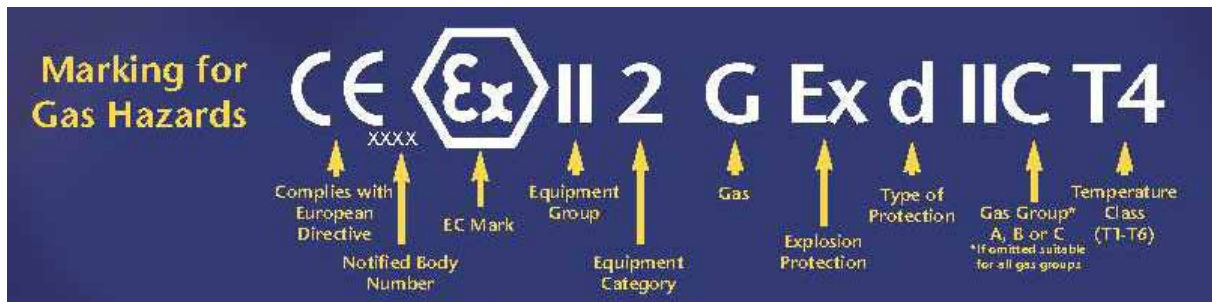 Marking for
Gas Hazards
CE Ex II 2 G Ex d IIC T4
XXXX
Complies with
European
Directive
Notified Body
Number
EC Mark
Equipment
Group
Equipment
Category
Gas
Explosion
Protection
Type of
Protection
Gas Group*
A, B or C
*If omitted suitable
for all gas groups
Temperature
Class
(T1-T6)